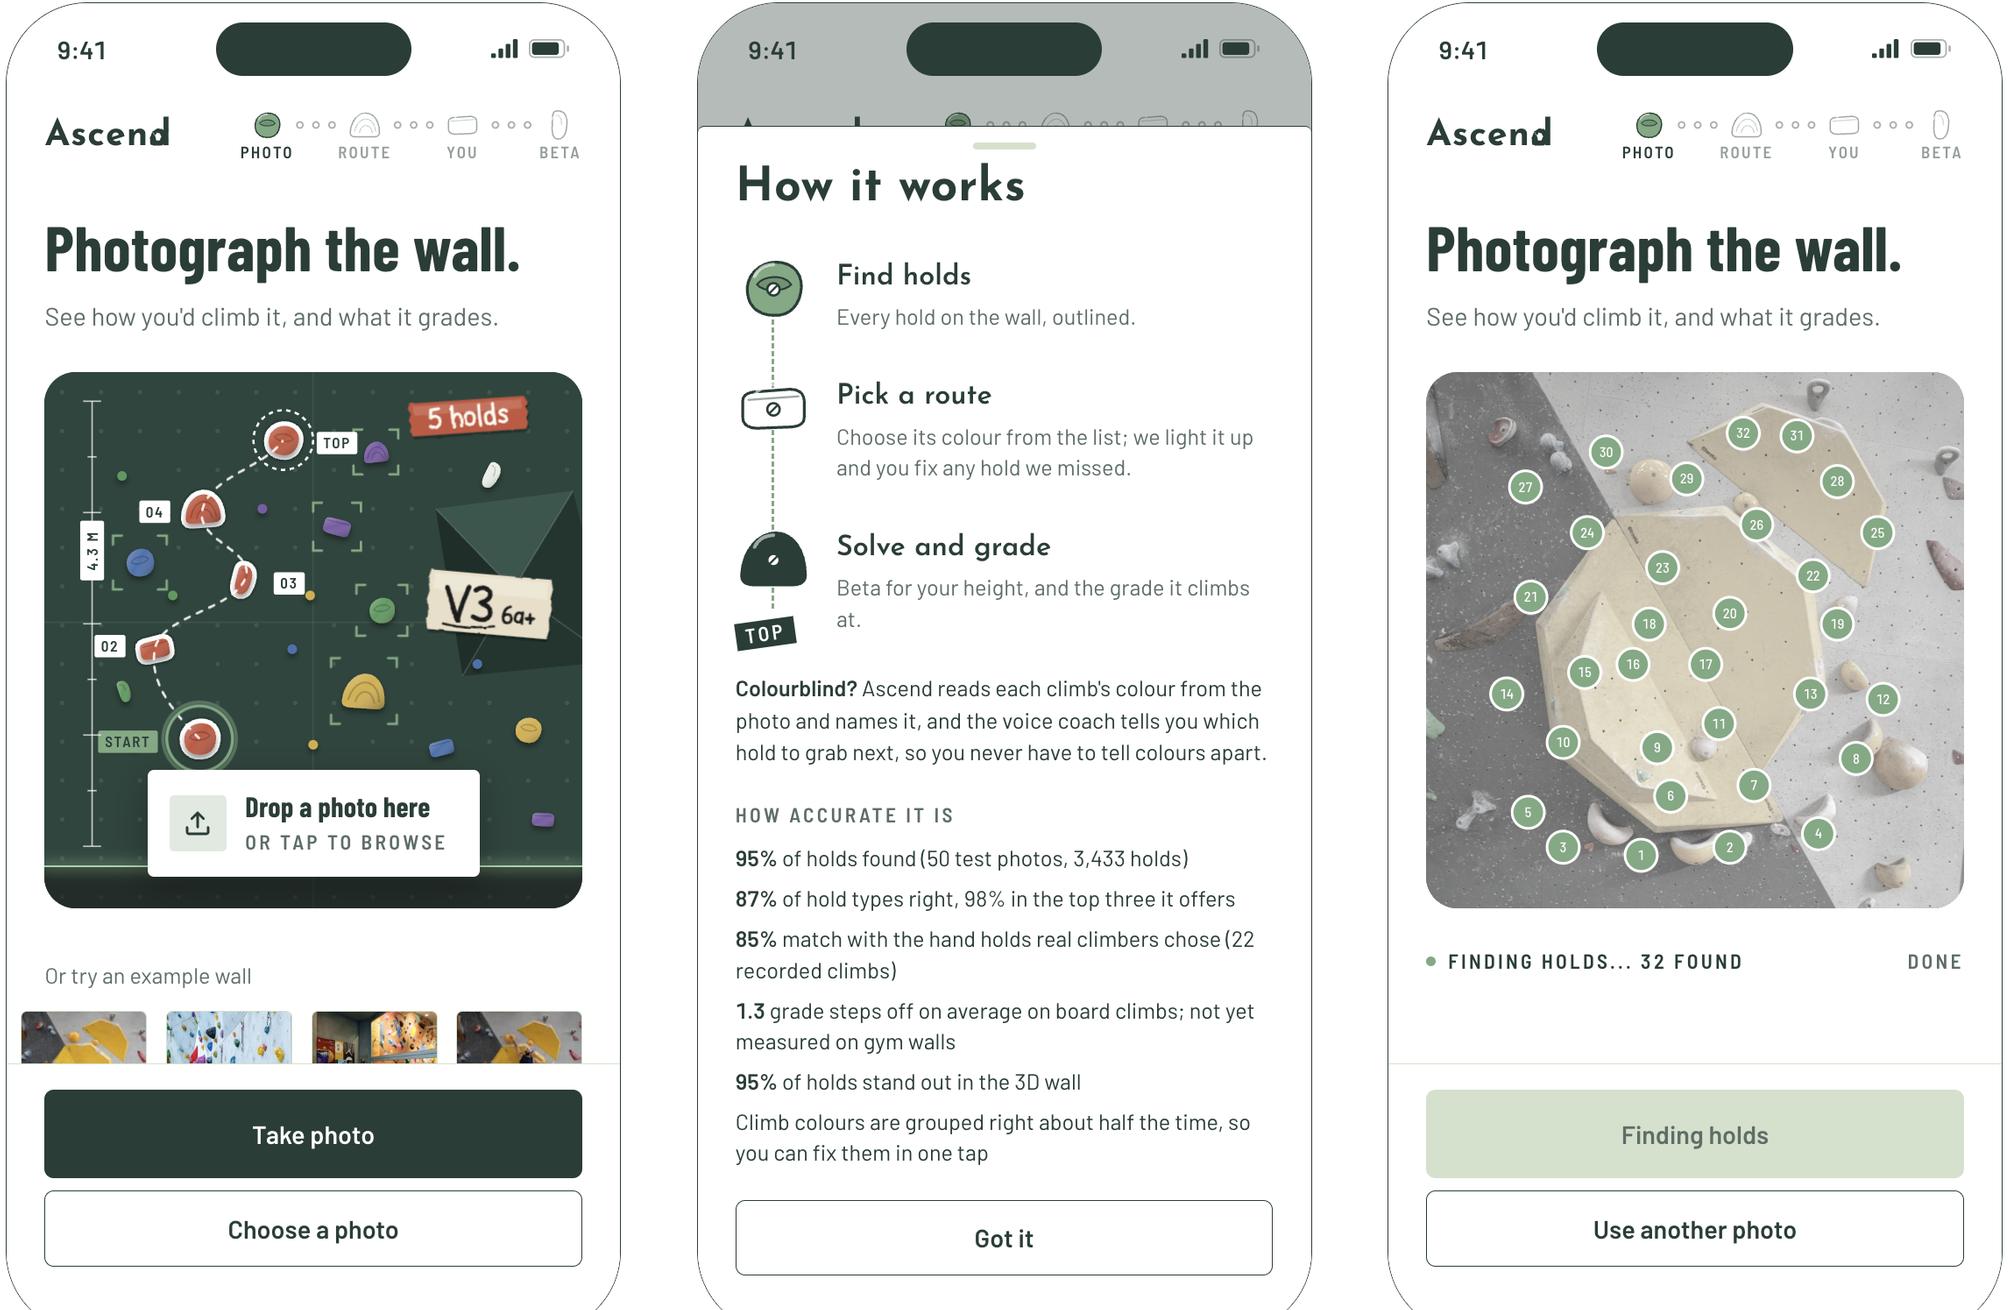 9:41
Ascend
PHOTO
ROUTE
YOU
BETA
Photograph the wall.
See how you'd climb it, and what it grades.
5 holds
TOP
04
4.3 M
03
V3 6a+
02
START
Drop a photo here
OR TAP TO BROWSE
Or try an example wall
Take photo
Choose a photo
9:41
How it works
Find holds
Every hold on the wall, outlined.
Pick a route
Choose its colour from the list; we light it up
and you fix any hold we missed.
Solve and grade
Beta for your height, and the grade it climbs
at.
TOP
Colourblind? Ascend reads each climb's colour from the
photo and names it, and the voice coach tells you which
hold to grab next, so you never have to tell colours apart.
HOW ACCURATE IT IS
95% of holds found (50 test photos, 3,433 holds)
87% of hold types right, 98% in the top three it offers
85% match with the hand holds real climbers chose (22
recorded climbs)
1.3 grade steps off on average on board climbs; not yet
measured on gym walls
95% of holds stand out in the 3D wall
Climb colours are grouped right about half the time, so
you can fix them in one tap
Got it
9:41
Ascend
PHOTO
ROUTE
YOU
BETA
Photograph the wall.
See how you'd climb it, and what it grades.
32
31
30
29
28
27
26
25
24
23
22
21
20
19
18
17
16
15
14
13
12
11
10
9
8
7
6
5
4
3
2
1
FINDING HOLDS... 32 FOUND
DONE
Finding holds
Use another photo